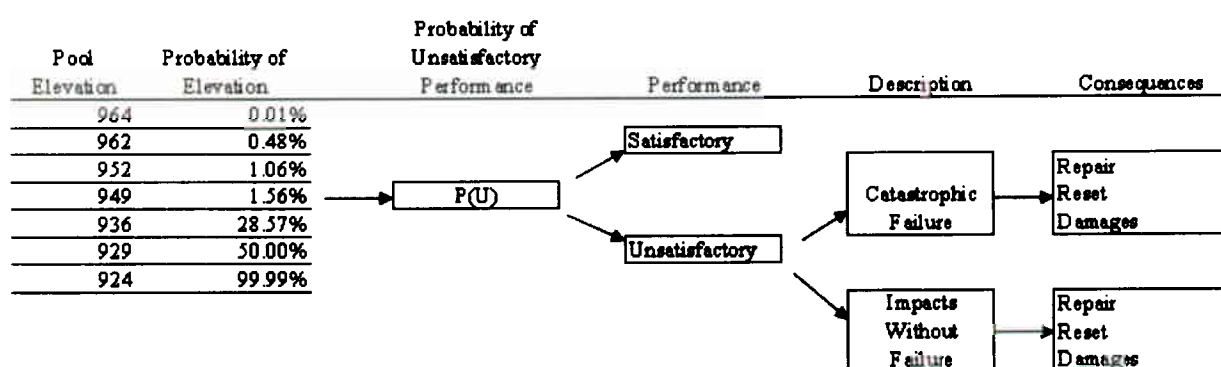 Pool Elevation
Probability of Elevation
Probability of Unsatisfactory Performance
Performance
Description
Consequences
964 0.01%
962 0.48%
952 1.06%
949 1.56%
936 28.57%
929 50.00%
924 99.99%
P(U)
Satisfactory
Unsatisfactory
Catastrophic
Failure
Repair
Reset
Damages
Impacts
Without
Failure
Repair
Reset
Damages